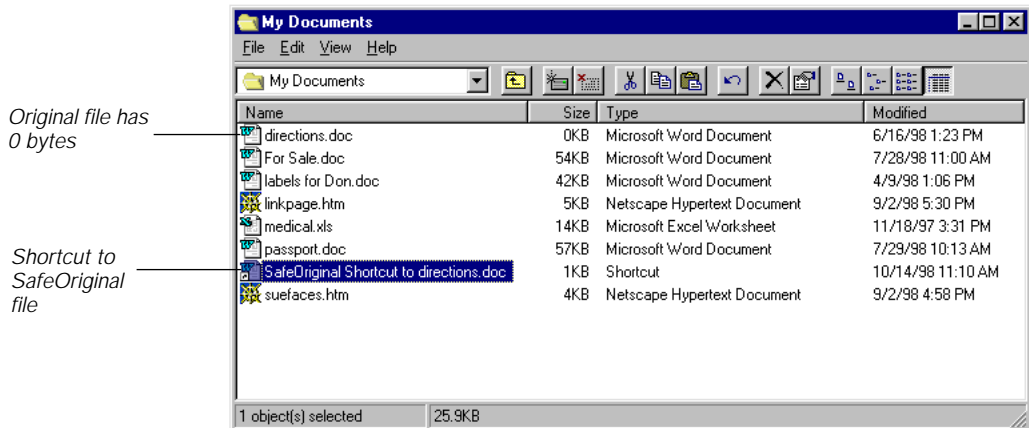 My Documents
File Edit View Help
My Documents
Name Size Type Modified
directions.doc 0KB Microsoft Word Document 6/16/98 1:23 PM
For Sale.doc 54KB Microsoft Word Document 7/28/98 11:00 AM
labels for Don.doc 42KB Microsoft Word Document 4/9/98 1:06 PM
linkpage.htm 5KB Netscape Hypertext Document 9/2/98 5:30 PM
medical.xls 14KB Microsoft Excel Worksheet 11/18/97 3:31 PM
passport.doc 57KB Microsoft Word Document 7/29/98 10:13 AM
SafeOriginal Shortcut to directions.doc 1KB Shortcut 10/14/98 11:10 AM
suefaces.htm 4KB Netscape Hypertext Document 9/2/98 4:58 PM
1 object(s) selected 25.9KB
Original file has
0 bytes
Shortcut to
SafeOriginal
file